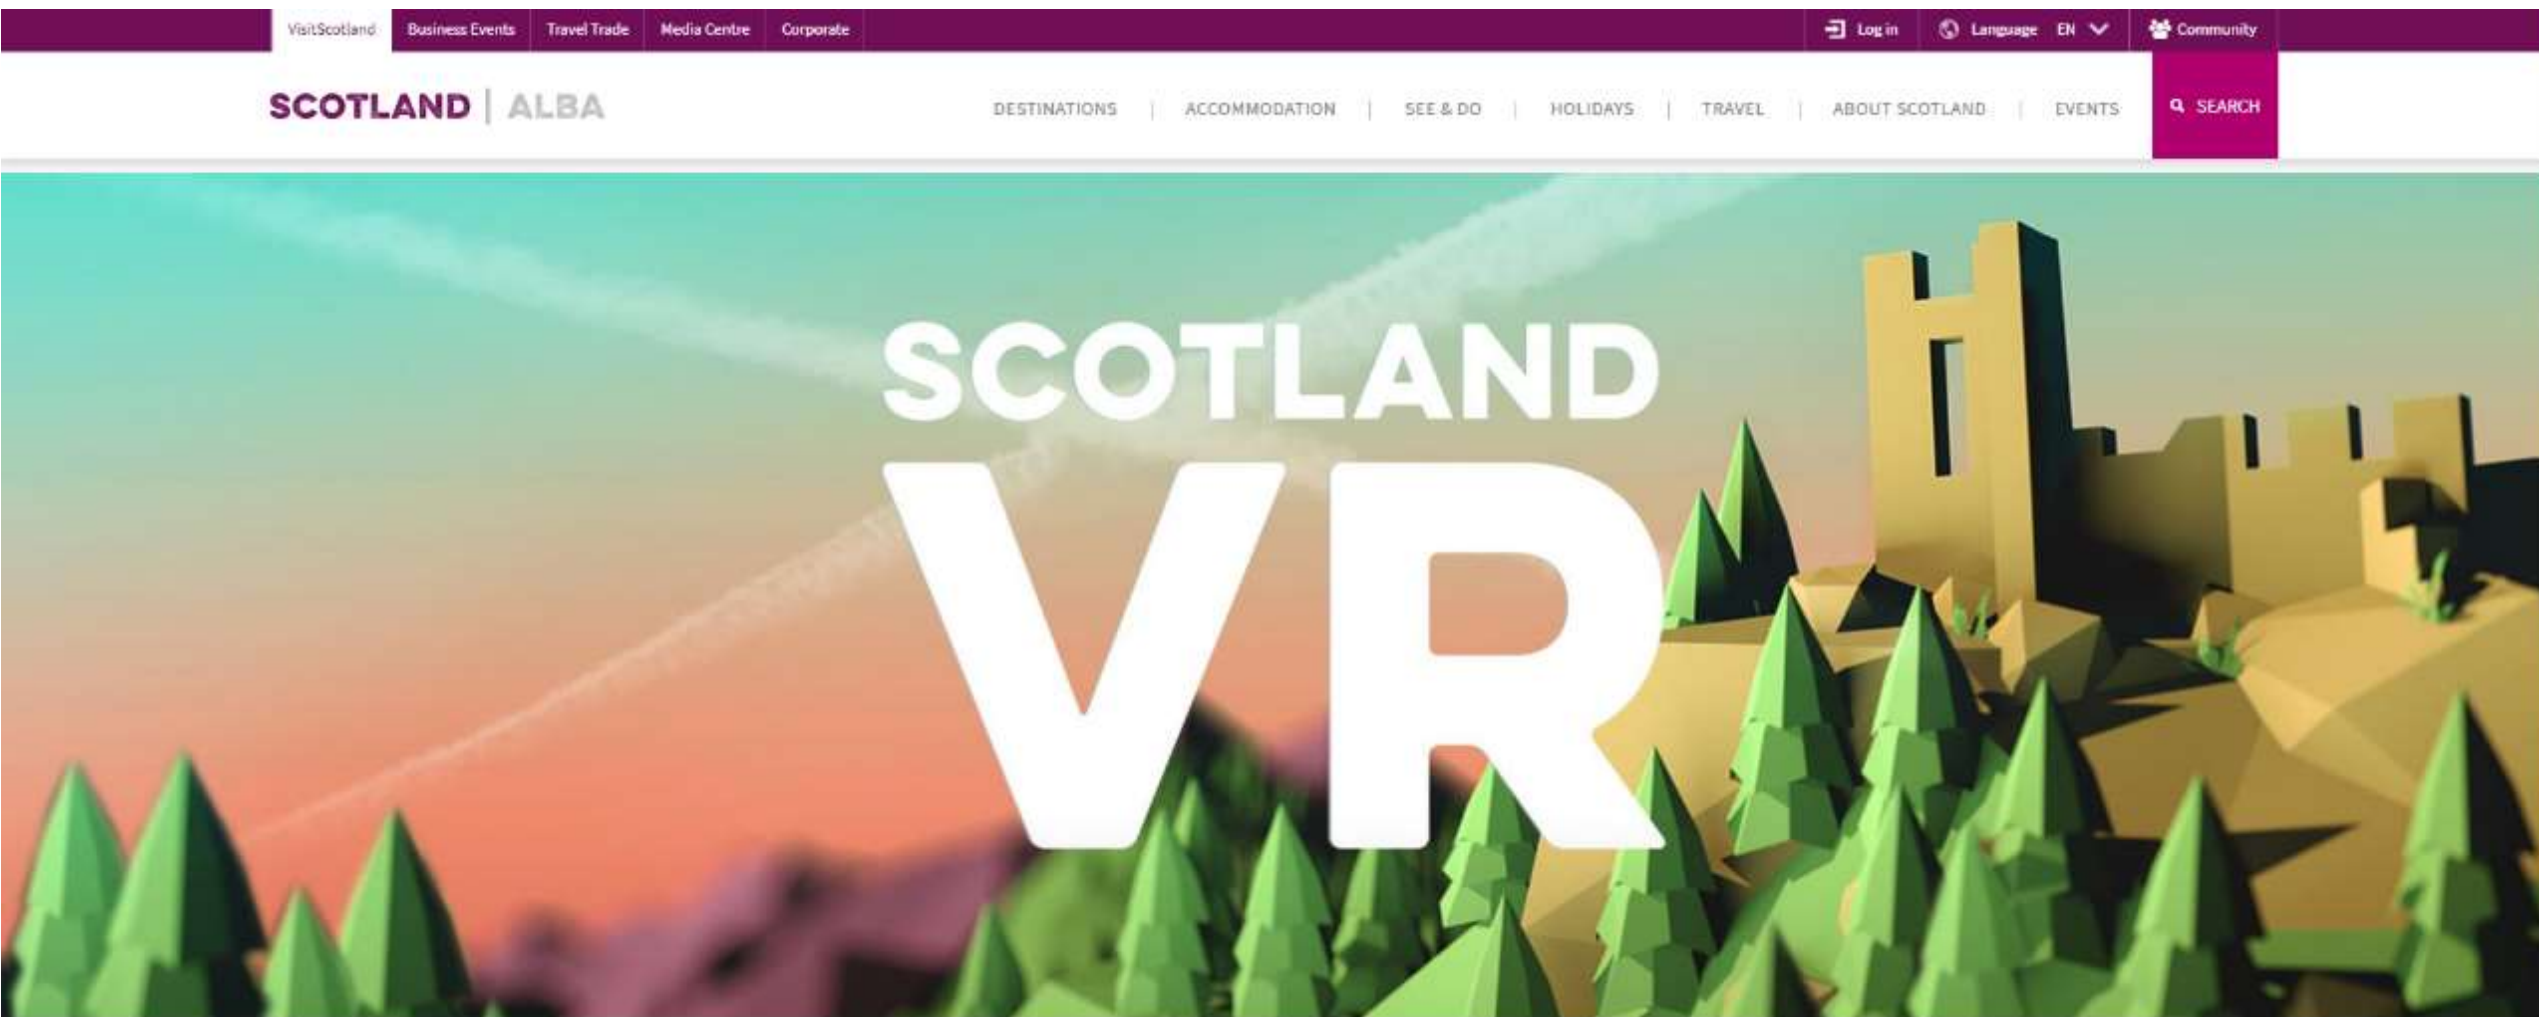 VisitScotland Business Events Travel Trade Media Centre Corporate Log in Language EN Community
SCOTLAND | ALBA DESTINATIONS | ACCOMMODATION | SEE & DO | HOLIDAYS | TRAVEL | ABOUT SCOTLAND | EVENTS SEARCH
SCOTLAND
VR